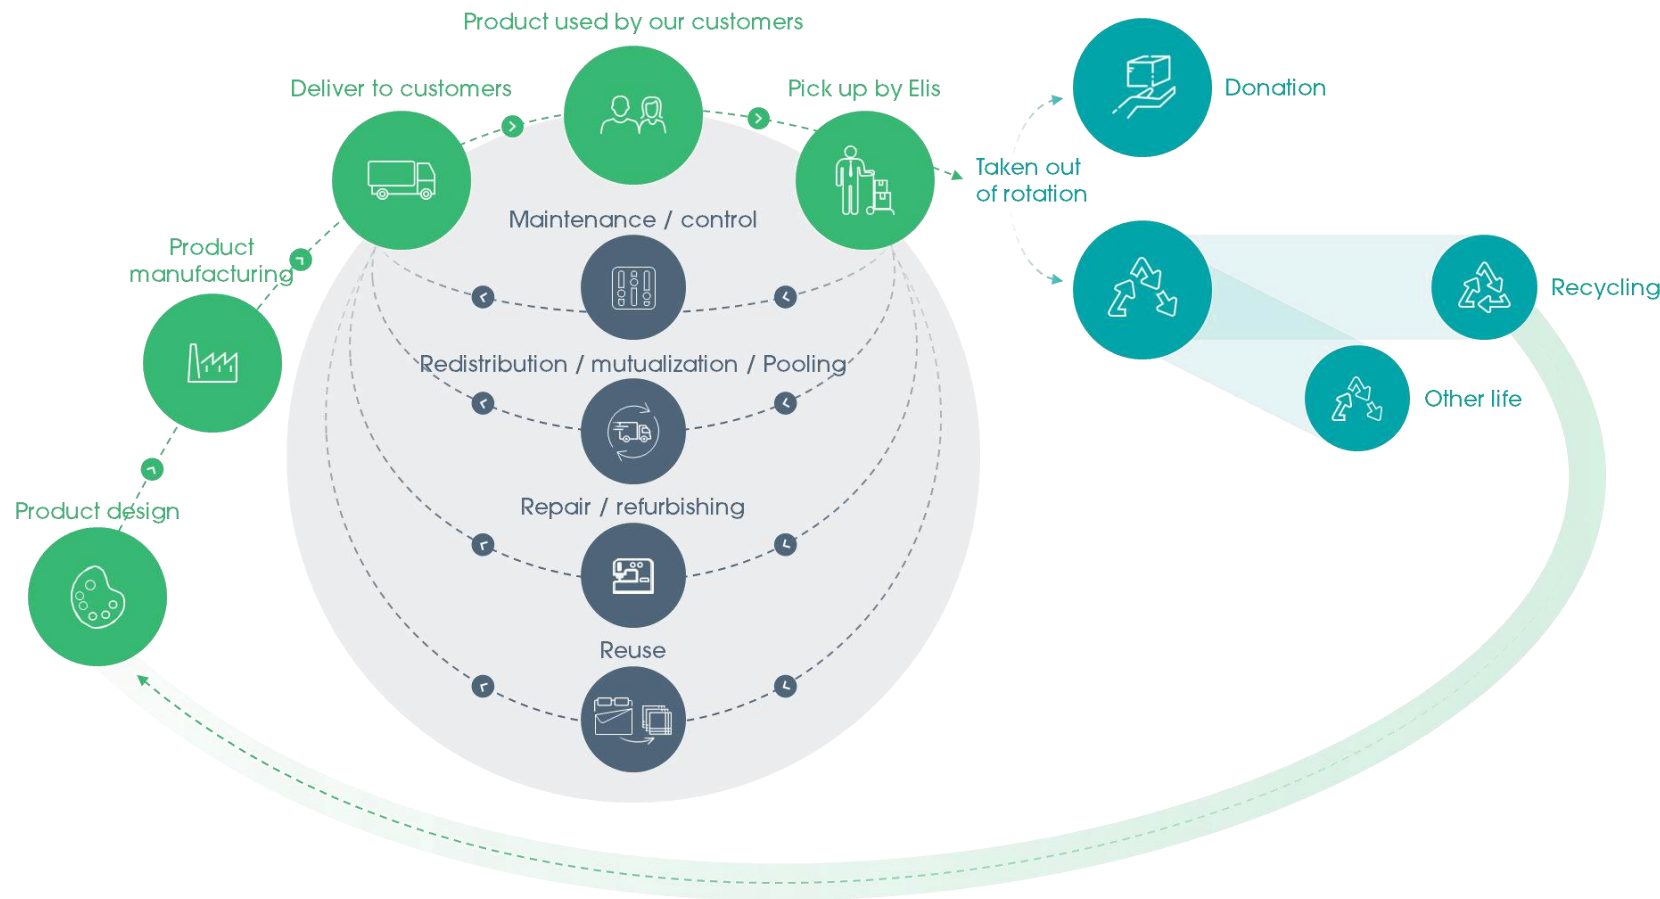 Product used by our customers
Deliver to customers
Pick up by Elis
Donation
Taken out
of rotation
Product
manufacturing
Maintenance / control
Recycling
Redistribution / mutualization / Pooling
Other life
Product design
Repair / refurbishing
Reuse